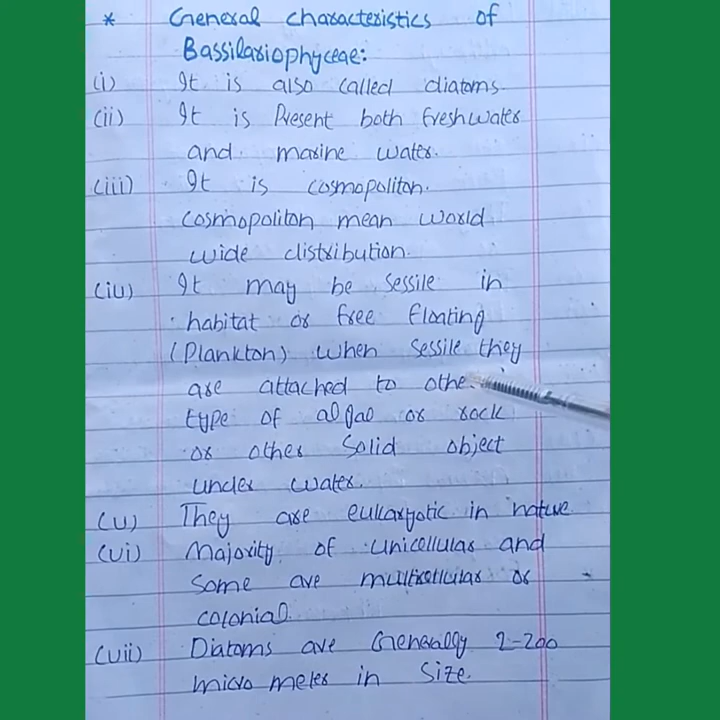 * General characteristics of
Bassilariophyceae:
(i) It is also called diatoms.
(ii) It is Present both freshwater
and marine water.
(iii) It is cosmopoliton.
cosmopoliton mean world
wide distribution.
(iv) It may be sessile in
habitat or free floating
(Plankton) when sessile they
are attached to othe
type of algae or rock
or other solid object
under water.
(v) They are eukaryotic in nature
(vi) Majority of unicellular and
some are multicellular or
colonial.
(vii) Diatoms are Generally 2-200
micro meter in size.